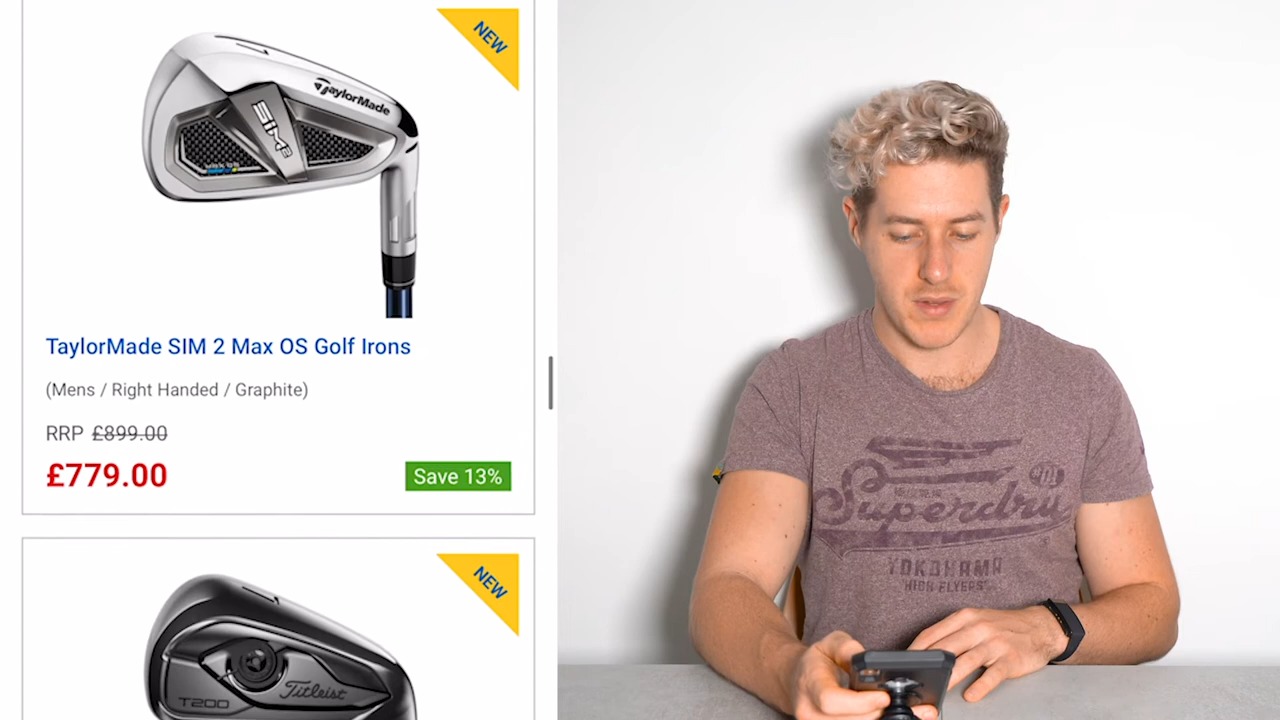 NEW
TaylorMade
SIM2
TaylorMade SIM 2 Max OS Golf Irons
(Mens / Right Handed / Graphite)
RRP £899.00
£779.00
Save 13%
NEW
Titleist
T200
Superdry
YOKOHAMA
HIGH FLYERS